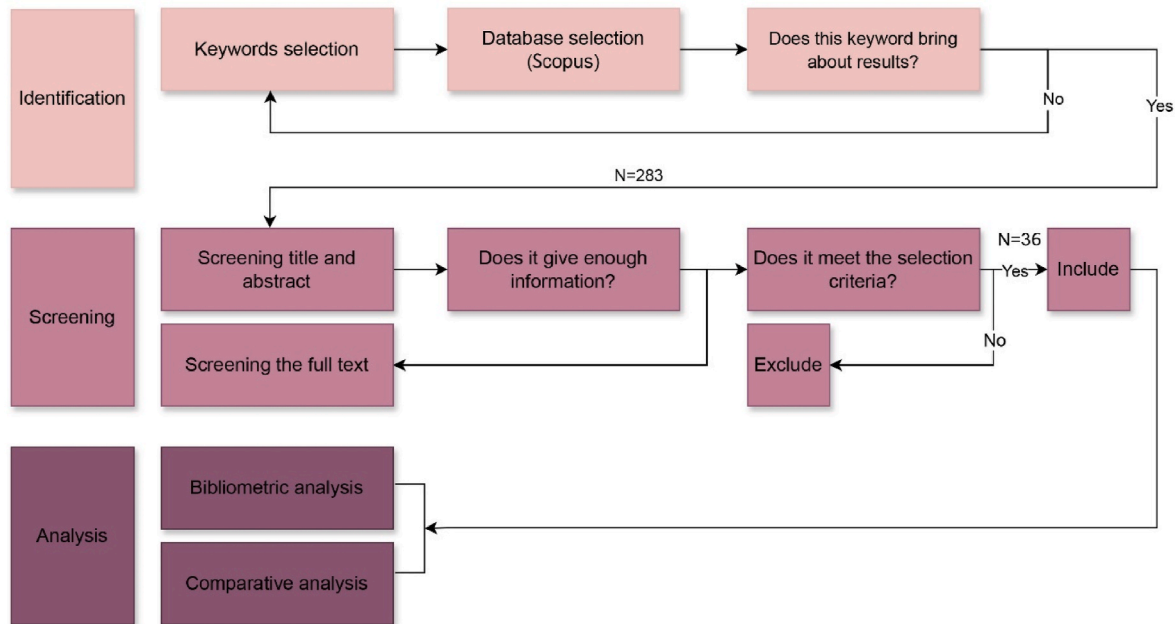 Identification
Keywords selection
Database selection
(Scopus)
Does this keyword bring
about results?
No
Yes
N=283
Screening
Screening title and
abstract
Does it give enough
information?
Does it meet the selection
criteria?
N=36
Yes
Include
Screening the full text
Exclude
No
Analysis
Bibliometric analysis
Comparative analysis